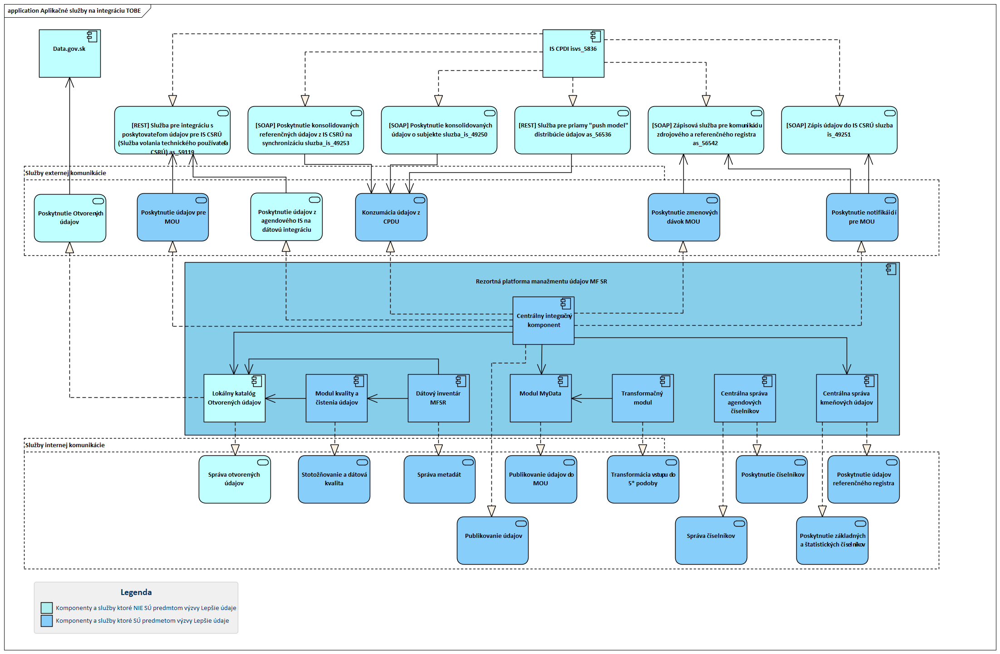 application Aplikačné služby na integráciu TOBE
Data.gov.sk
IS CPDI isvs_5836
[REST] Služba pre integráciu s
poskytovateľom údajov pre IS CSRÚ
(Služba volania technického používateľa
CSRÚ) as_59119
[SOAP] Poskytnutie konsolidovaných
referenčných údajov z IS CSRÚ na
synchronizáciu sluzba_is_49253
[SOAP] Poskytnutie konsolidovaných
údajov o subjekte sluzba_is_49250
[REST] Služba pre priamy "push model"
distribúcie údajov as_56536
[SOAP] Zápisová služba pre komunikáciu
zdrojového a referenčného registra
as_56542
[SOAP] Zápis údajov do IS CSRÚ sluzba
is_49251
Služby externej komunikácie
Poskytnutie Otvorených
údajov
Poskytnutie údajov pre
MOU
Poskytnutie údajov z
agendového IS na
dátovú integráciu
Konzumácia údajov z
CPDU
Poskytnutie zmenových
dávok MOU
Poskytnutie notifikácií
pre MOU
Rezortná platforma manažmentu údajov MF SR
Centrálny integračný
komponent
Lokálny katalóg
Otvorených údajov
Modul kvality a
čistenia údajov
Dátový inventár
MFSR
Modul MyData
Transformačný
modul
Centrálna správa
agendových
číselníkov
Centrálna správa
kmeňových údajov
Služby internej komunikácie
Správa otvorených
údajov
Stotožňovanie a dátová
kvalita
Správa metadát
Publikovanie údajov do
MOU
Transformácia vstupu do
5* podoby
Poskytnutie číselníkov
Poskytnutie údajov
referenčného registra
Publikovanie údajov
Správa číselníkov
Poskytnutie základných
a štatistických číselníkov
Legenda
Komponenty a služby ktoré NIE SÚ predmtom výzvy Lepšie údaje
Komponenty a služby ktoré SÚ predmetom výzvy Lepšie údaje